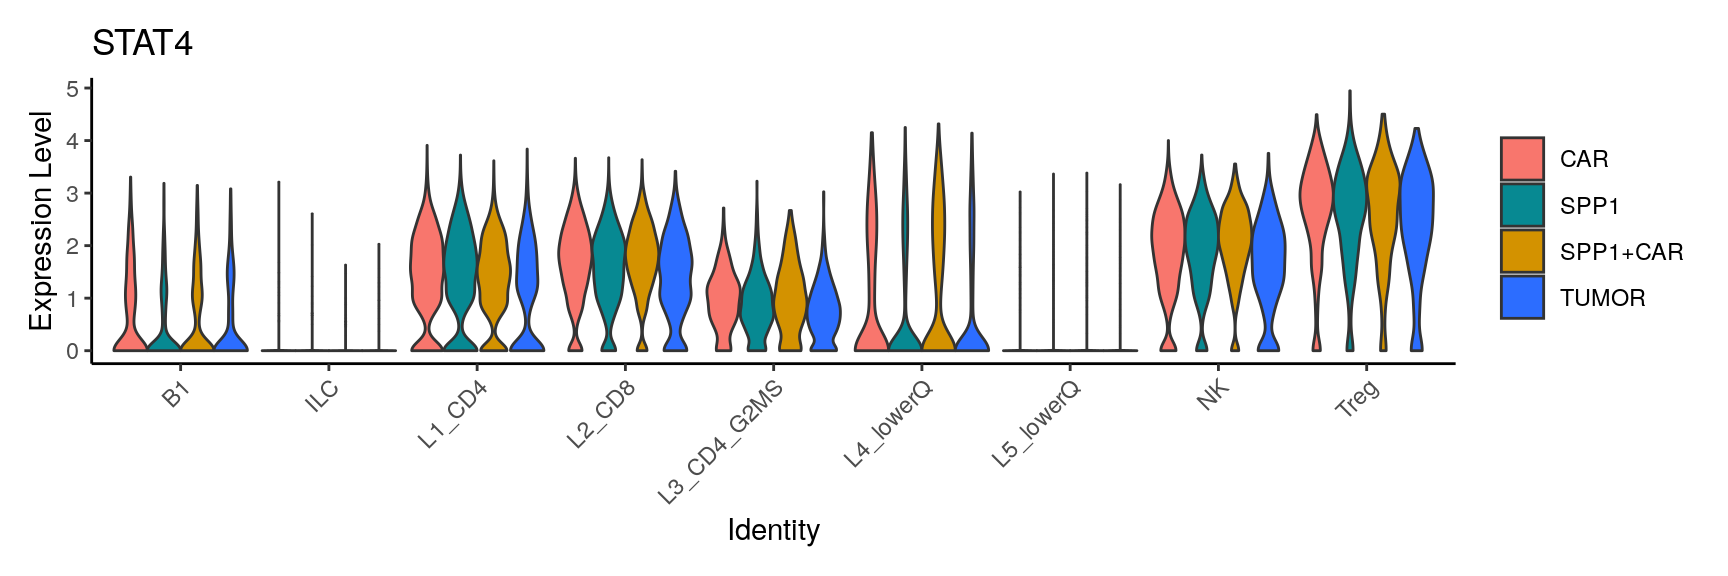 STAT4
Expression Level
5
4
3
2
1
0
B1
ILC
L1_CD4
L2_CD8
L3_CD4_G2MS
L4_lowerQ
L5_lowerQ
NK
Treg
Identity
CAR
SPP1
SPP1+CAR
TUMOR